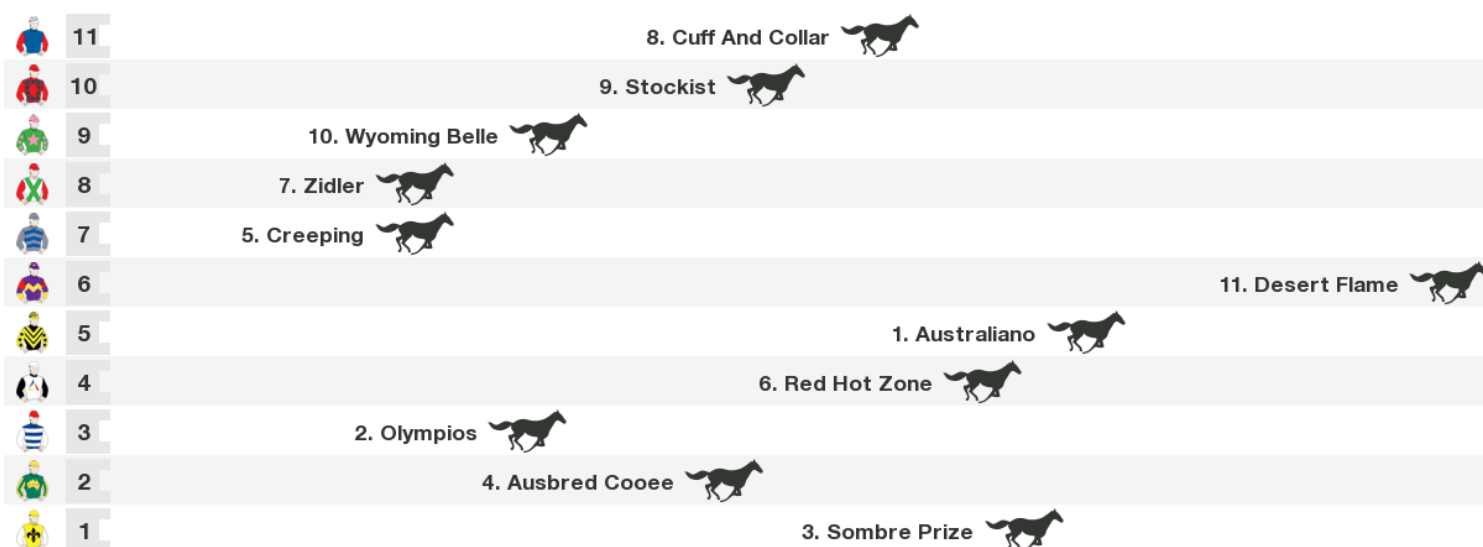 11 8. Cuff And Collar
10 9. Stockist
9 10. Wyoming Belle
8 7. Zidler
7 5. Creeping
6 11. Desert Flame
5 1. Australiano
4 6. Red Hot Zone
3 2. Olympios
2 4. Ausbred Cooee
1 3. Sombre Prize